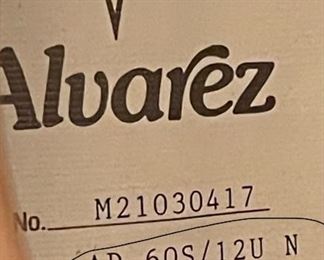 Alvarez
No. M21030417
AD 60S/12U N